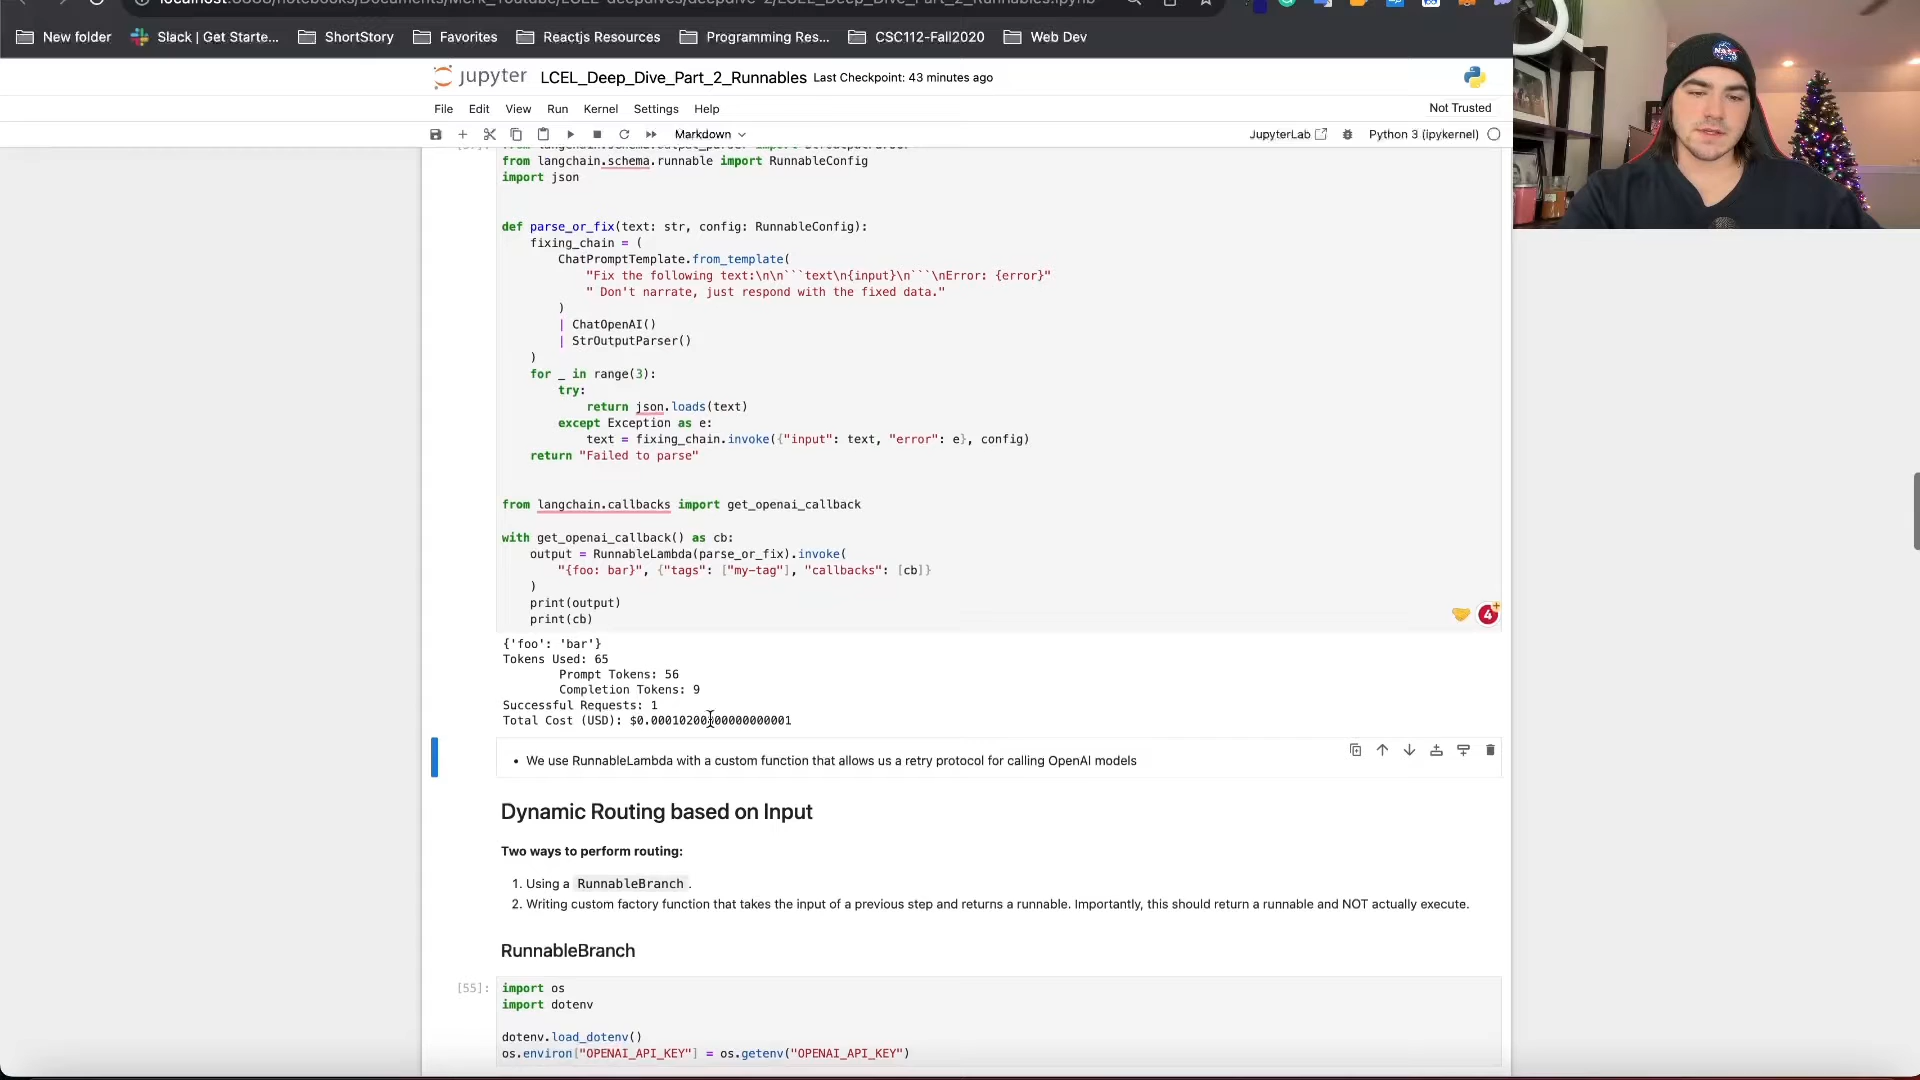 New folder
Slack | Get Starte...
ShortStory
Favorites
Reactjs Resources
Programming Res...
CSC112-Fall2020
Web Dev
jupyter
LCEL_Deep_Dive_Part_2_Runnables Last Checkpoint: 43 minutes ago
File Edit View Run Kernel Settings Help
Not Trusted
Markdown
JupyterLab
Python 3 (ipykernel)
from langchain.schema.runnable import RunnableConfig
import json
def parse_or_fix(text: str, config: RunnableConfig):
    fixing_chain = (
        ChatPromptTemplate.from_template(
            "Fix the following text:\n\n```text\n{input}\n```\nError: {error}"
            " Don't narrate, just respond with the fixed data."
        )
        | ChatOpenAI()
        | StrOutputParser()
    )
    for _ in range(3):
        try:
            return json.loads(text)
        except Exception as e:
            text = fixing_chain.invoke({"input": text, "error": e}, config)
    return "Failed to parse"
from langchain.callbacks import get_openai_callback
with get_openai_callback() as cb:
    output = RunnableLambda(parse_or_fix).invoke(
        "{foo: bar}", {"tags": ["my-tag"], "callbacks": [cb]}
    )
    print(output)
    print(cb)
4
{'foo': 'bar'}
Tokens Used: 65
Prompt Tokens: 56
Completion Tokens: 9
Successful Requests: 1
Total Cost (USD): $0.00010200000000000001
• We use RunnableLambda with a custom function that allows us a retry protocol for calling OpenAI models
Dynamic Routing based on Input
Two ways to perform routing:
1. Using a RunnableBranch.
2. Writing custom factory function that takes the input of a previous step and returns a runnable. Importantly, this should return a runnable and NOT actually execute.
RunnableBranch
[55]:
import os
import dotenv
dotenv.load_dotenv()
os.environ["OPENAI_API_KEY"] = os.getenv("OPENAI_API_KEY")